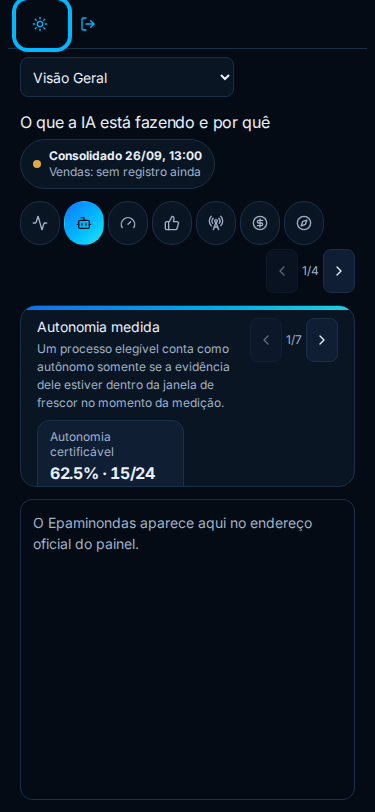 Visão Geral
O que a IA está fazendo e por quê
Consolidado 26/09, 13:00
Vendas: sem registro ainda
1/4
Autonomia medida
1/7
Um processo elegível conta como
autônomo somente se a evidência
dele estiver dentro da janela de
frescor no momento da medição.
Autonomia
certificável
62.5% · 15/24
O Epaminondas aparece aqui no endereço
oficial do painel.